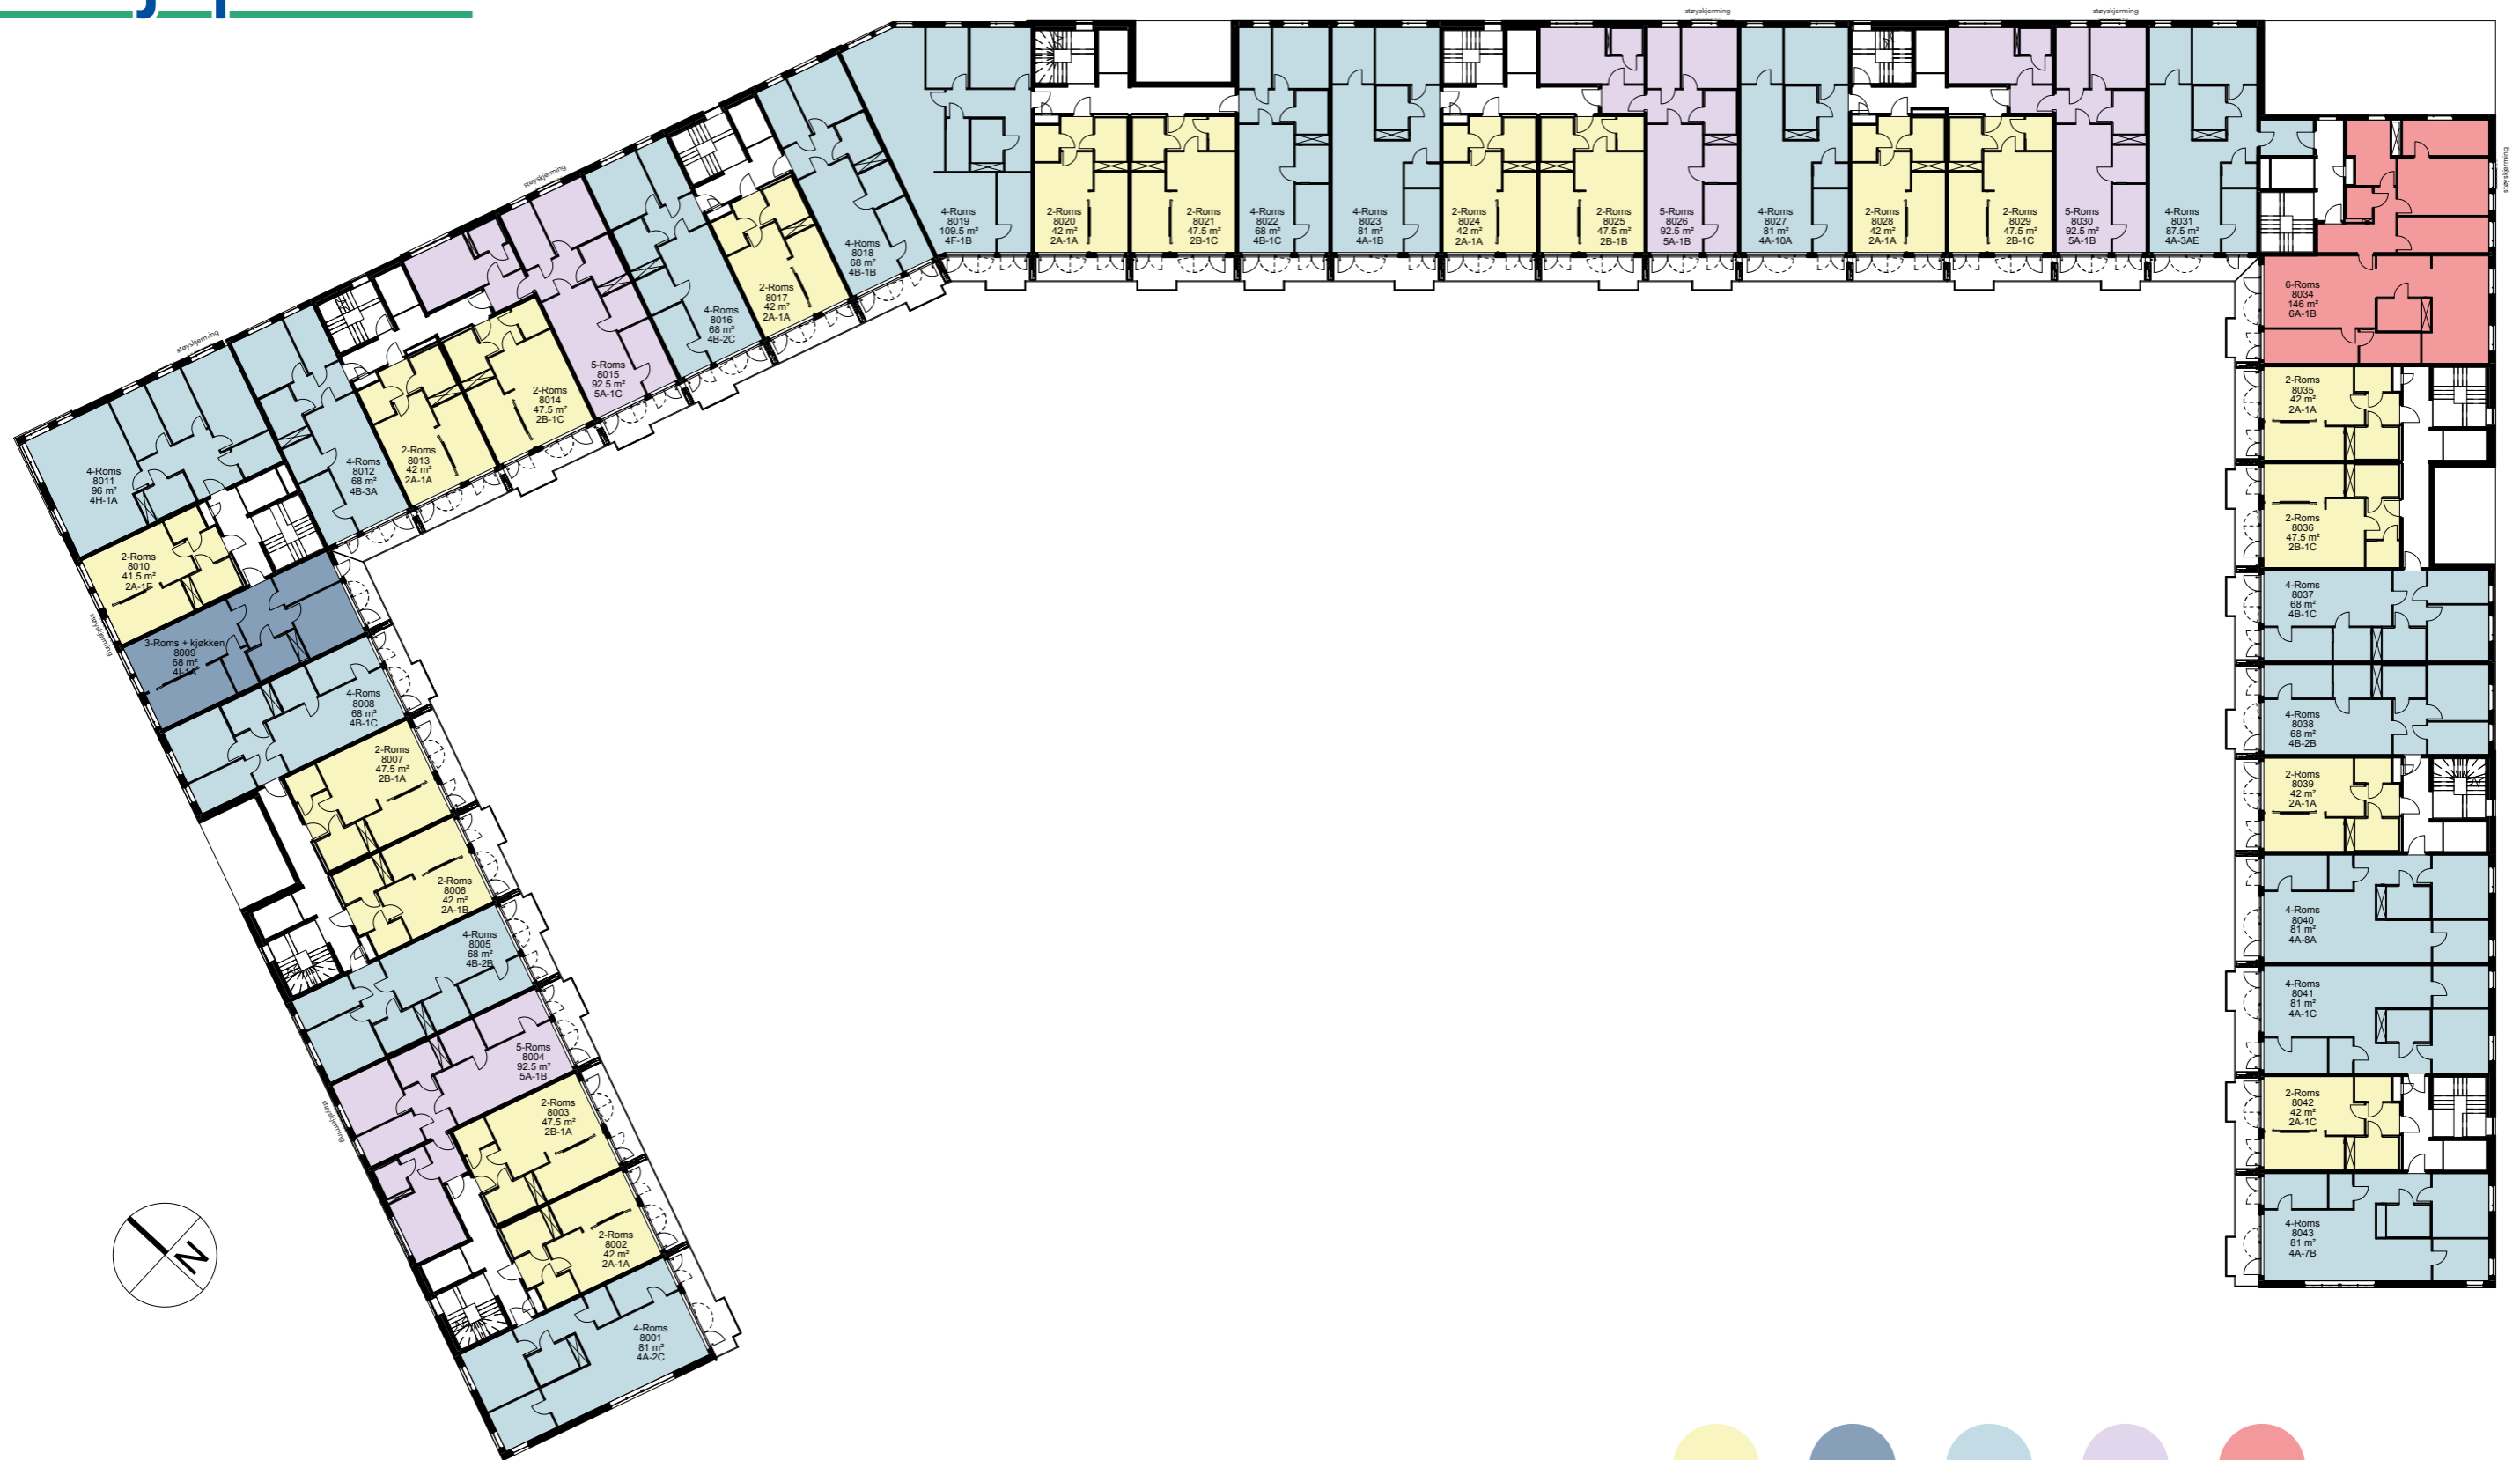 støyskjerming
støyskjerming
støyskjerming
støyskjerming
støyskjerming
støyskjerming
støyskjerming
4-Roms
8019
109.5 m²
4F-1B
2-Roms
8020
42 m²
2A-1A
2-Roms
8021
47.5 m²
2B-1C
4-Roms
8022
68 m²
4B-1C
4-Roms
8023
81 m²
4A-1B
2-Roms
8024
42 m²
2A-1A
2-Roms
8025
47.5 m²
2B-1B
5-Roms
8026
92.5 m²
5A-1B
4-Roms
8027
81 m²
4A-10A
2-Roms
8028
42 m²
2A-1A
2-Roms
8029
47.5 m²
2B-1C
5-Roms
8030
92.5 m²
5A-1B
4-Roms
8031
87.5 m²
4A-3AE
4-Roms
8018
68 m²
4B-1B
2-Roms
8017
42 m²
2A-1A
4-Roms
8016
68 m²
4B-2C
5-Roms
8015
92.5 m²
5A-1C
2-Roms
8014
47.5 m²
2B-1C
2-Roms
8013
42 m²
2A-1A
4-Roms
8012
68 m²
4B-3A
4-Roms
8011
96 m²
4H-1A
2-Roms
8010
41.5 m²
2A-1F
3-Roms + kjøkken
8009
68 m²
4I-1A
4-Roms
8008
68 m²
4B-1C
2-Roms
8007
47.5 m²
2B-1A
2-Roms
8006
42 m²
2A-1B
4-Roms
8005
68 m²
4B-2B
5-Roms
8004
92.5 m²
5A-1B
2-Roms
8003
47.5 m²
2B-1A
2-Roms
8002
42 m²
2A-1A
4-Roms
8001
81 m²
4A-2C
6-Roms
8034
146 m²
6A-1B
2-Roms
8035
42 m²
2A-1A
2-Roms
8036
47.5 m²
2B-1C
4-Roms
8037
68 m²
4B-1C
4-Roms
8038
68 m²
4B-2B
2-Roms
8039
42 m²
2A-1A
4-Roms
8040
81 m²
4A-8A
4-Roms
8041
81 m²
4A-1C
2-Roms
8042
42 m²
2A-1C
4-Roms
8043
81 m²
4A-7B
N